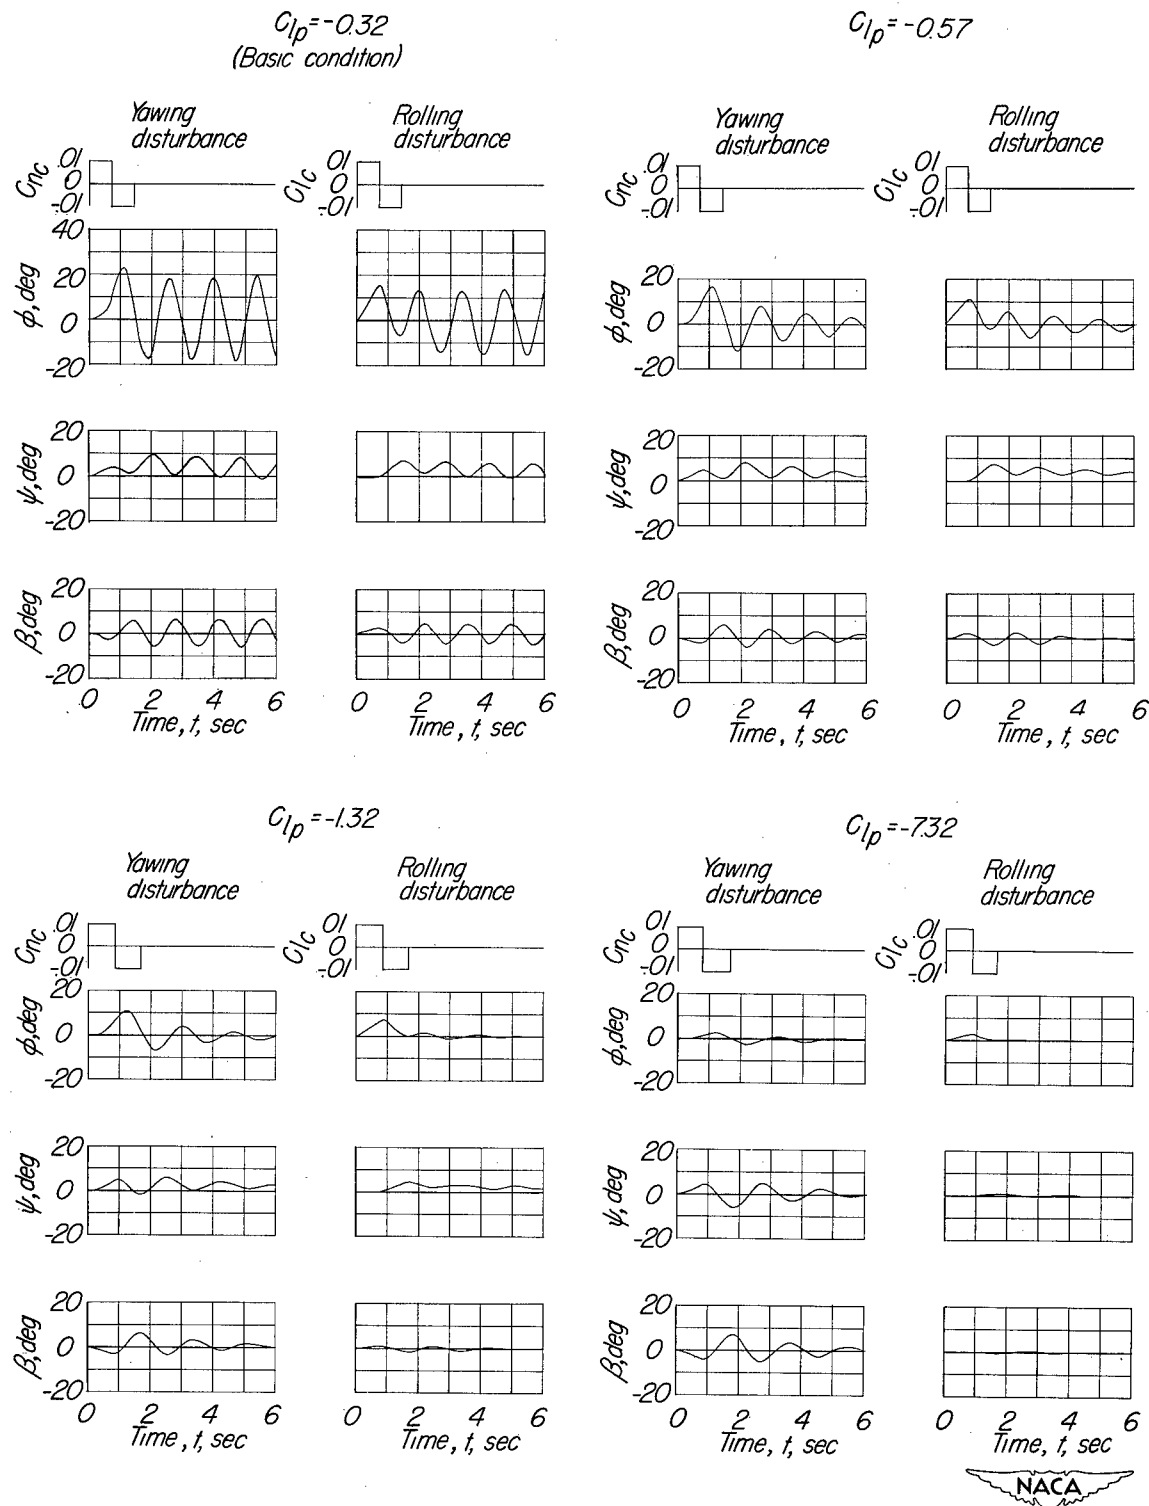 Clp=-0.32
(Basic condition)
Yawing disturbance
Rolling disturbance
Cnc
.01
0
-.01
Clc
.01
0
-.01
ϕ,deg
40
20
0
-20
ψ,deg
20
0
-20
β,deg
20
0
-20
0 2 4 6
Time, t, sec
0 2 4 6
Time, t, sec
Clp=-0.57
Yawing disturbance
Rolling disturbance
Cnc
.01
0
-.01
Clc
.01
0
-.01
ϕ,deg
20
0
-20
ψ,deg
20
0
-20
β,deg
20
0
-20
0 2 4 6
Time, t, sec
0 2 4 6
Time, t, sec
Clp=-1.32
Yawing disturbance
Rolling disturbance
Cnc
.01
0
-.01
Clc
.01
0
-.01
ϕ,deg
20
0
-20
ψ,deg
20
0
-20
β,deg
20
0
-20
0 2 4 6
Time, t, sec
0 2 4 6
Time, t, sec
Clp=-7.32
Yawing disturbance
Rolling disturbance
Cnc
.01
0
-.01
Clc
.01
0
-.01
ϕ,deg
20
0
-20
ψ,deg
20
0
-20
β,deg
20
0
-20
0 2 4 6
Time, t, sec
0 2 4 6
Time, t, sec
NACA